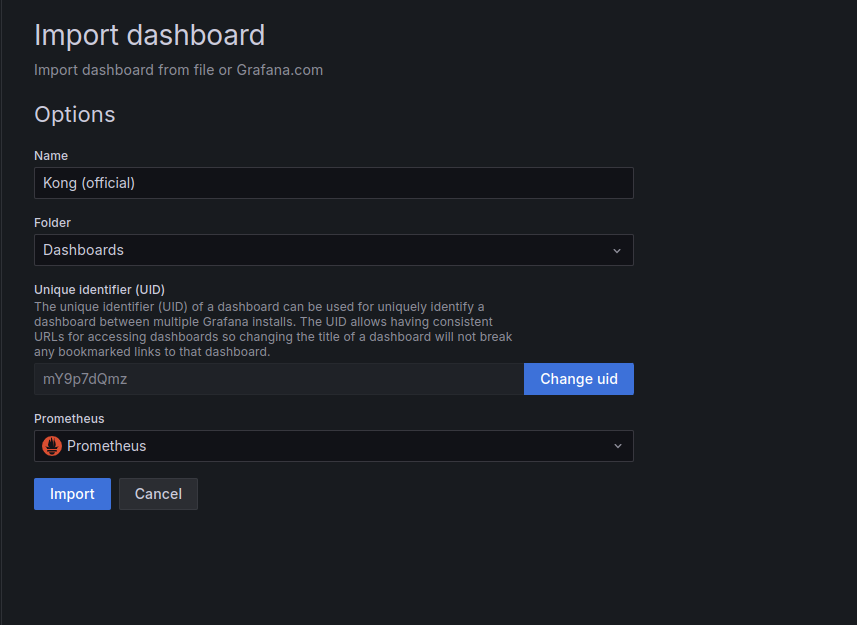 Import dashboard
Import dashboard from file or Grafana.com
Options
Name
Kong (official)
Folder
Dashboards
Unique identifier (UID)
The unique identifier (UID) of a dashboard can be used for uniquely identify a
dashboard between multiple Grafana installs. The UID allows having consistent
URLs for accessing dashboards so changing the title of a dashboard will not break
any bookmarked links to that dashboard.
mY9p7dQmz
Change uid
Prometheus
Prometheus
Import
Cancel